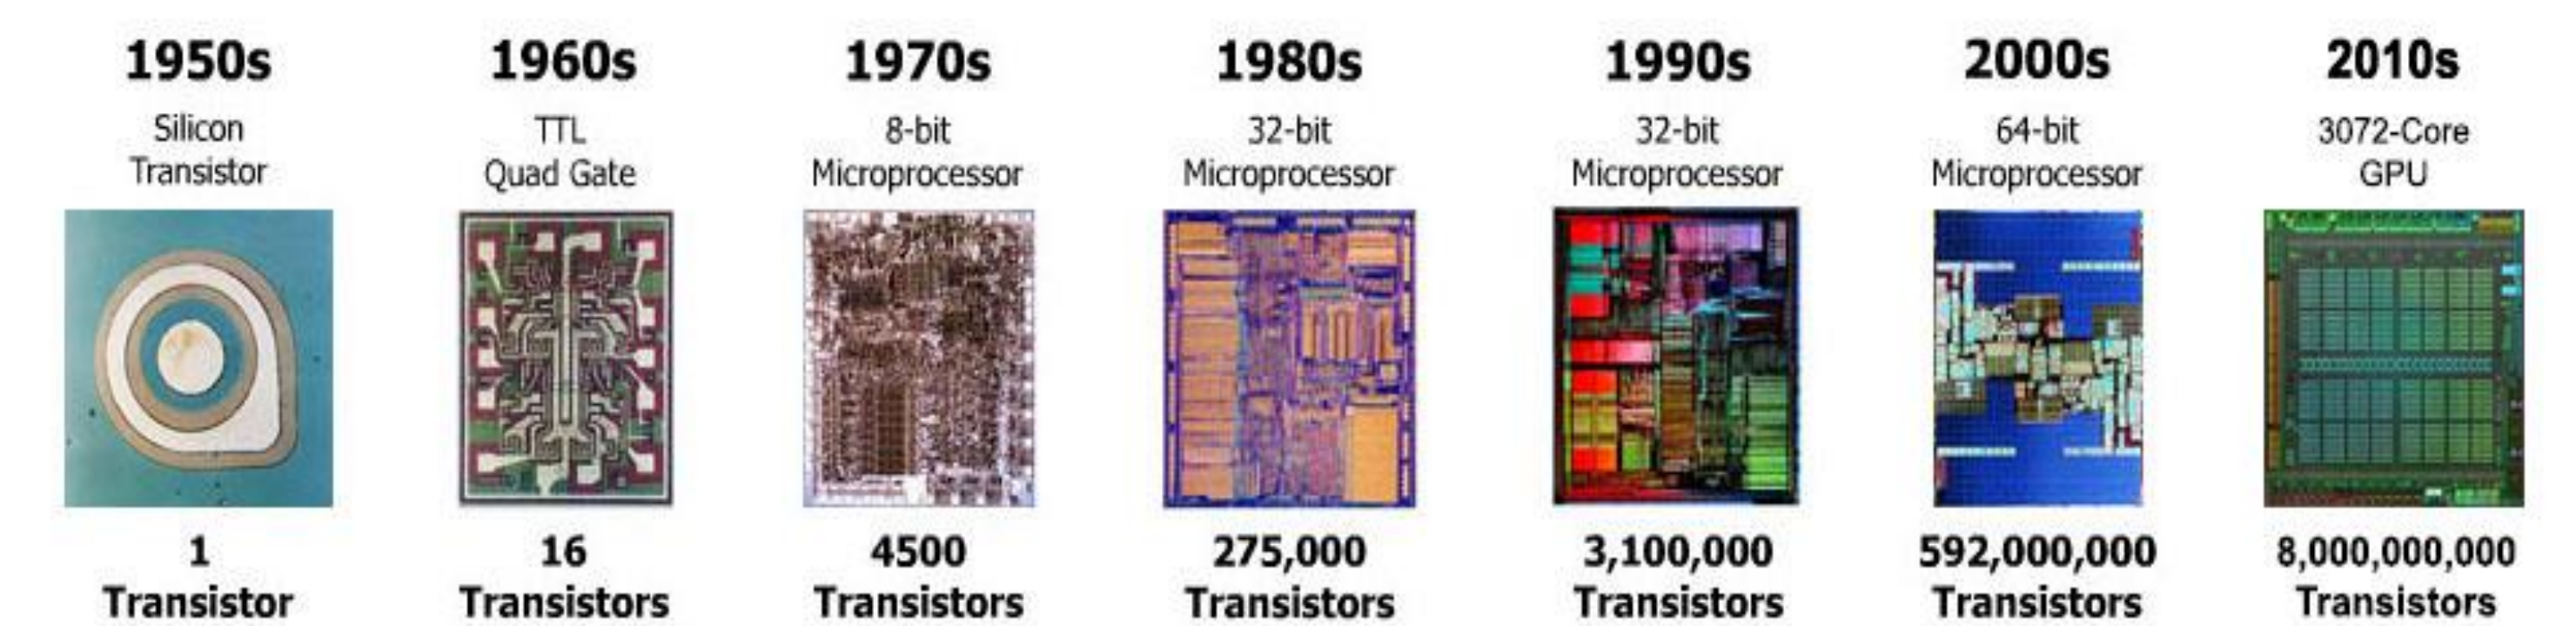 1950s
Silicon
Transistor
1
Transistor
1960s
TTL
Quad Gate
16
Transistors
1970s
8-bit
Microprocessor
4500
Transistors
1980s
32-bit
Microprocessor
275,000
Transistors
1990s
32-bit
Microprocessor
3,100,000
Transistors
2000s
64-bit
Microprocessor
592,000,000
Transistors
2010s
3072-Core
GPU
8,000,000,000
Transistors